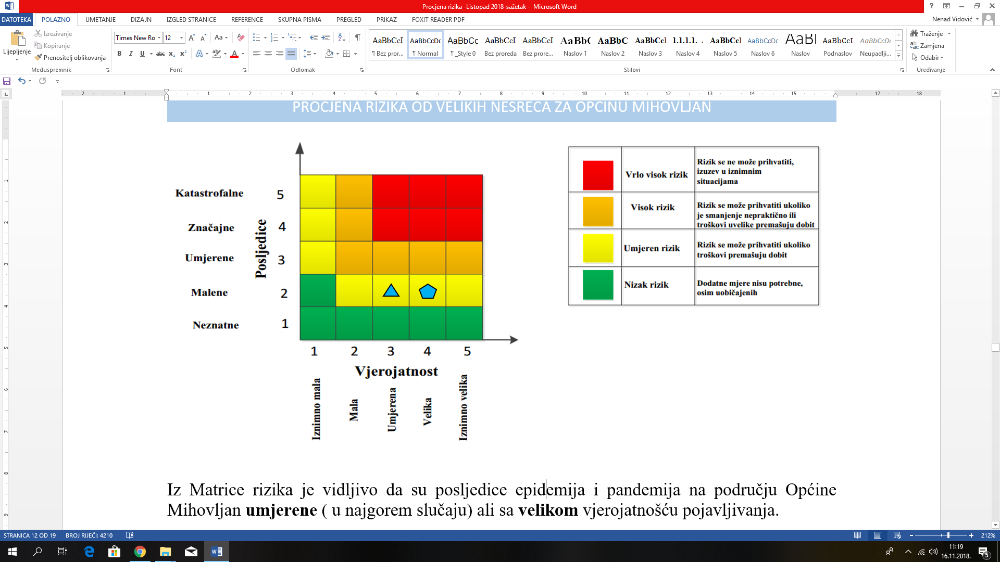 Procjena rizika -Listopad 2018-sažetak - Microsoft Word
DATOTEKA POLAZNO UMETANJE DIZAJN IZGLED STRANICE REFERENCE SKUPNA PISMA PREGLED PRIKAZ FOXIT READER PDF Nenad Vidović
Lijepljenje
Izrezivanje
Kopiranje
Prenositelj oblikovanja
Međuspremnik
Times New Ro 12
Font
Odlomak
AaBbCcI AaBbCcDc AaBbCc AaBbCcI AaBbCcI AaBb( AaBbC AaBbCcI 1.1.1.1. AaBbCcI AaBbCcDc AaBl AaBbCcI AaBbCcDc
¶ Bez pror... ¶ Normal ¶ _Style 0 Bez proreda Bez prore... Naslov 1 Naslov 2 Naslov 3 Naslov 4 Naslov 5 Naslov 6 Naslov Podnaslov Neupadlji...
Stilovi
Traženje
Zamjena
Odabir
Uređivanje
2 1 1 2 3 4 5 6 7 8 9 10 11 12 13 14 15 17 18
PROCJENA RIZIKA OD VELIKIH NESREĆA ZA OPĆINU MIHOVLJAN
Katastrofalne 5
Značajne 4
Umjerene 3
Malene 2
Neznatne 1
Posljedice
1 2 3 4 5
Vjerojatnost
Iznimno mala
Mala
Umjerena
Velika
Iznimno velika
Vrlo visok rizik
Rizik se ne može prihvatiti,
izuzev u iznimnim
situacijama
Visok rizik
Rizik se može prihvatiti ukoliko
je smanjenje nepraktično ili
troškovi uvelike premašuju dobit
Umjeren rizik
Rizik se može prihvatiti ukoliko
troškovi premašuju dobit
Nizak rizik
Dodatne mjere nisu potrebne,
osim uobičajenih
Iz Matrice rizika je vidljivo da su posljedice epidemija i pandemija na području Općine
Mihovljan umjerene ( u najgorem slučaju) ali sa velikom vjerojatnošću pojavljivanja.
STRANICA 12 OD 19 BROJ RIJEČI: 4210 212%
11:19
16.11.2018.
5